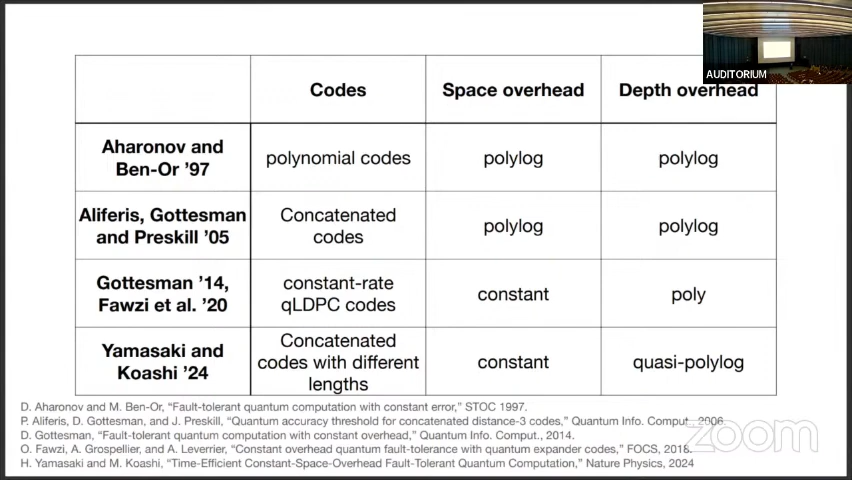 AUDITORIUM
Codes Space overhead Depth overhead
Aharonov and
Ben-Or ’97
polynomial codes
polylog
polylog
Aliferis, Gottesman
and Preskill ’05
Concatenated
codes
polylog
polylog
Gottesman ’14,
Fawzi et al. ’20
constant-rate
qLDPC codes
constant
poly
Yamasaki and
Koashi ’24
Concatenated
codes with different
lengths
constant
quasi-polylog
D. Aharonov and M. Ben-Or, “Fault-tolerant quantum computation with constant error,” STOC 1997.
P. Aliferis, D. Gottesman, and J. Preskill, “Quantum accuracy threshold for concatenated distance-3 codes,” Quantum Info. Comput., 2006.
D. Gottesman, “Fault-tolerant quantum computation with constant overhead,” Quantum Info. Comput., 2014.
O. Fawzi, A. Grospellier, and A. Leverrier, “Constant overhead quantum fault-tolerance with quantum expander codes,” FOCS, 2018.
H. Yamasaki and M. Koashi, “Time-Efficient Constant-Space-Overhead Fault-Tolerant Quantum Computation,” Nature Physics, 2024
zoom